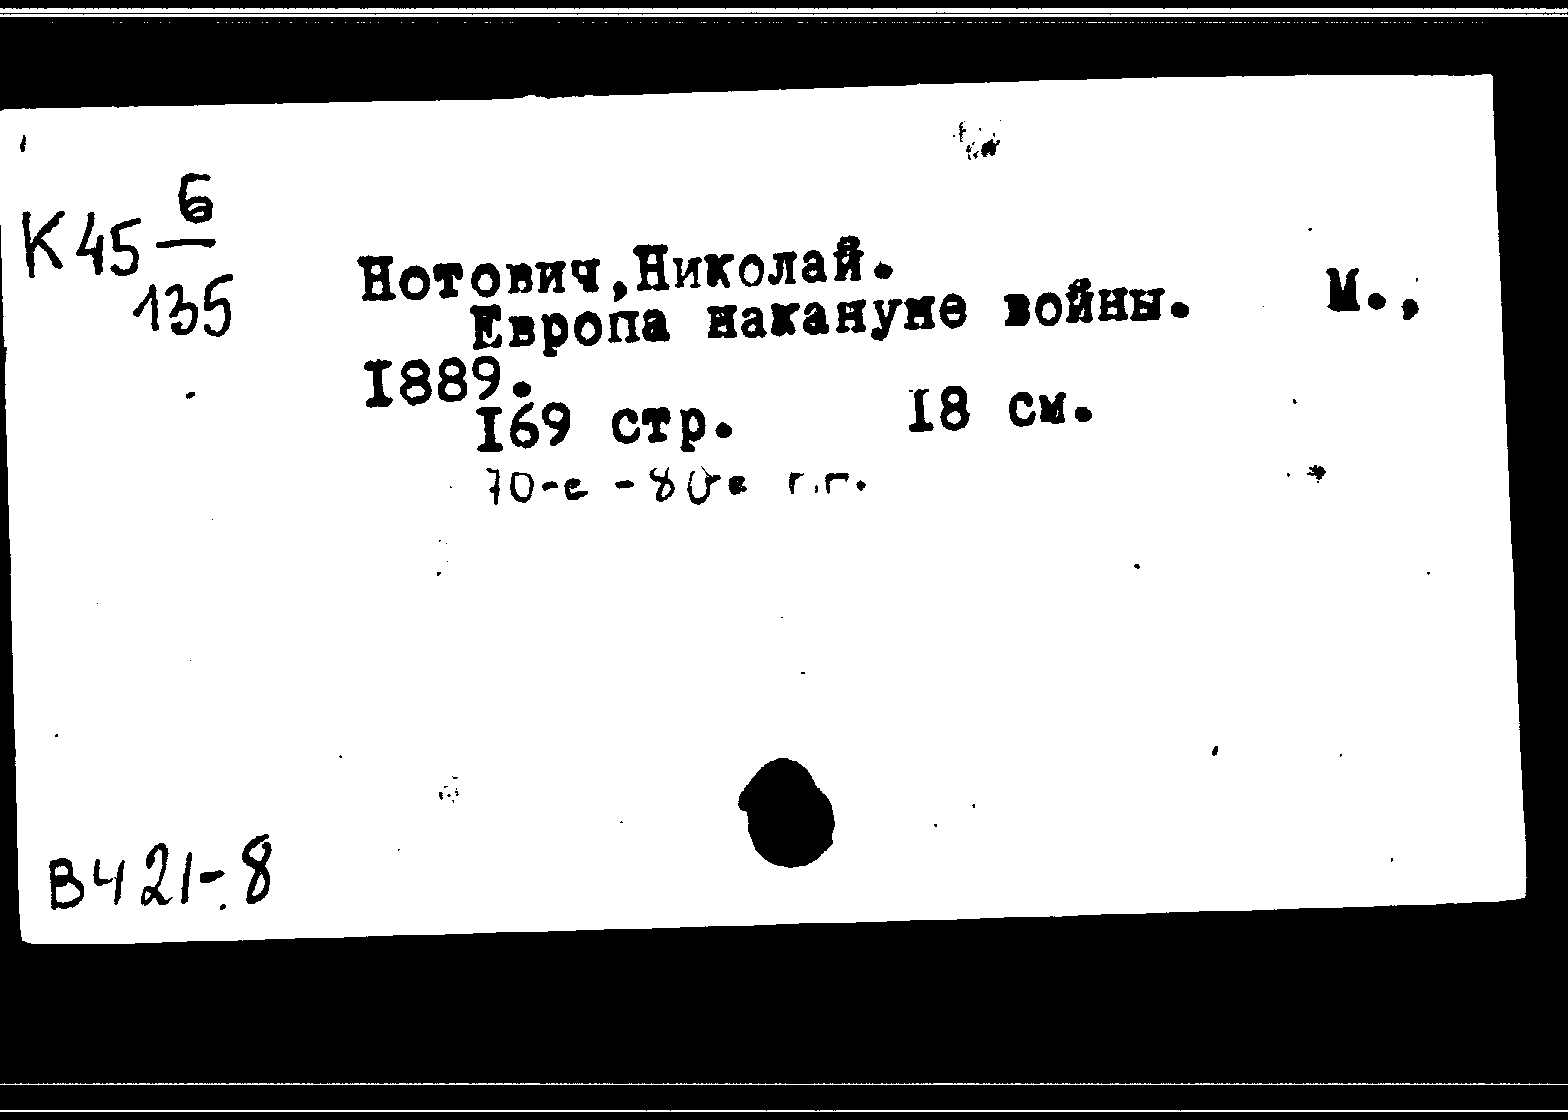 К45 6/135
Нотович,Николай.
Европа накануне войны. М.,
1889.
169 стр. 18 см.
70-е - 80-е г.г.
В421-8